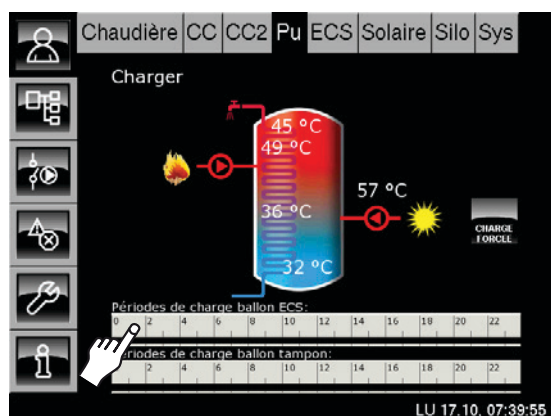 Chaudière CC CC2 Pu ECS Solaire Silo Sys
Charger
45 °C
49 °C
57 °C
36 °C
CHARGE
FORCEE
32 °C
Périodes de charge ballon ECS:
0 2 4 6 8 10 12 14 16 18 20 22
ériodes de charge ballon tampon:
2 4 6 8 10 12 14 16 18 20 22
LU 17.10. 07:39:55